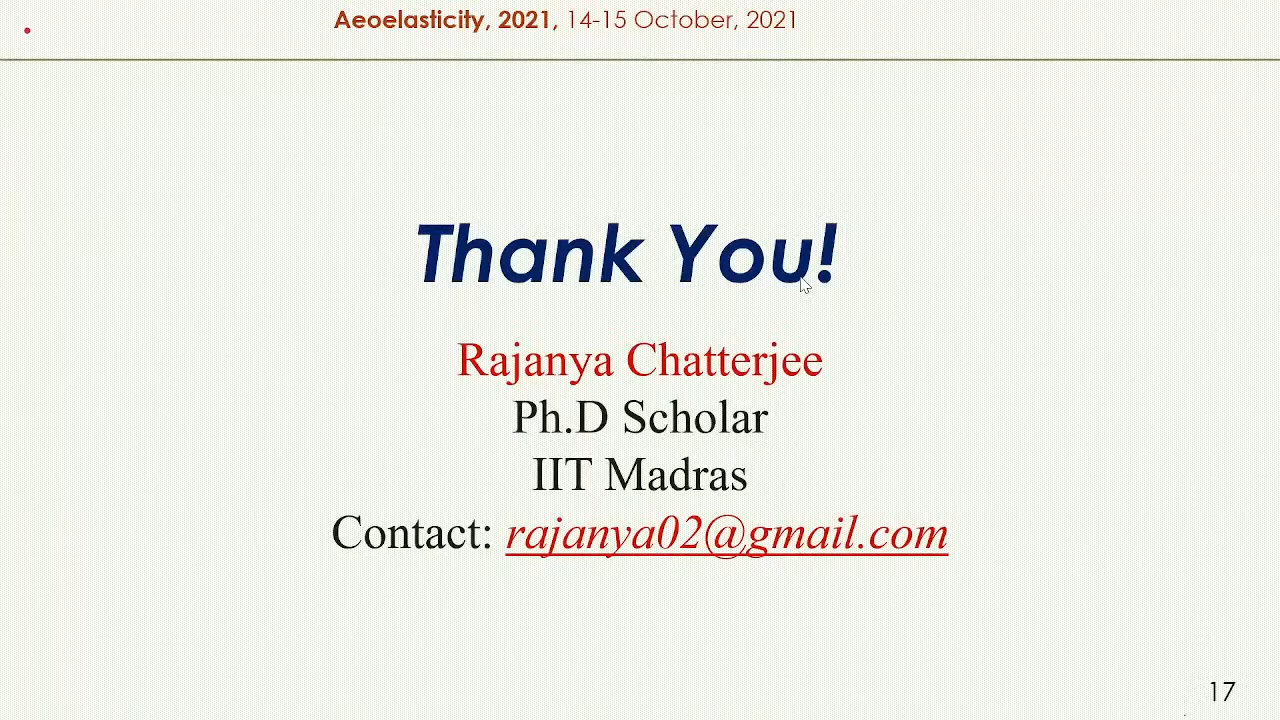 Aeoelasticity, 2021, 14-15 October, 2021
Thank You!
Rajanya Chatterjee
Ph.D Scholar
IIT Madras
Contact: rajanya02@gmail.com
17